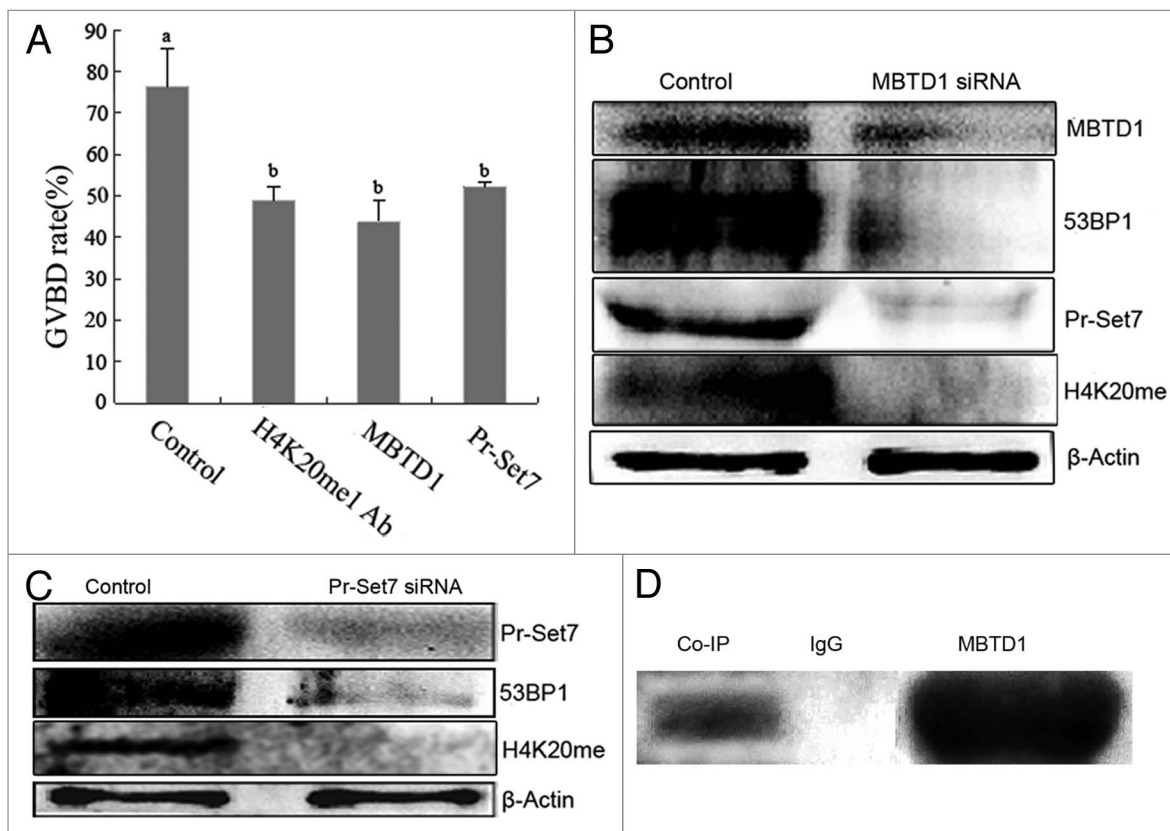 A
90
80
70
60
50
40
30
20
10
0
GVBD rate(%)
a
b
b
b
Control
H4K20me1 Ab
MBTD1
Pr-Set7
B
Control MBTD1 siRNA
MBTD1
53BP1
Pr-Set7
H4K20me
β-Actin
C
Control Pr-Set7 siRNA
Pr-Set7
53BP1
H4K20me
β-Actin
D
Co-IP IgG MBTD1